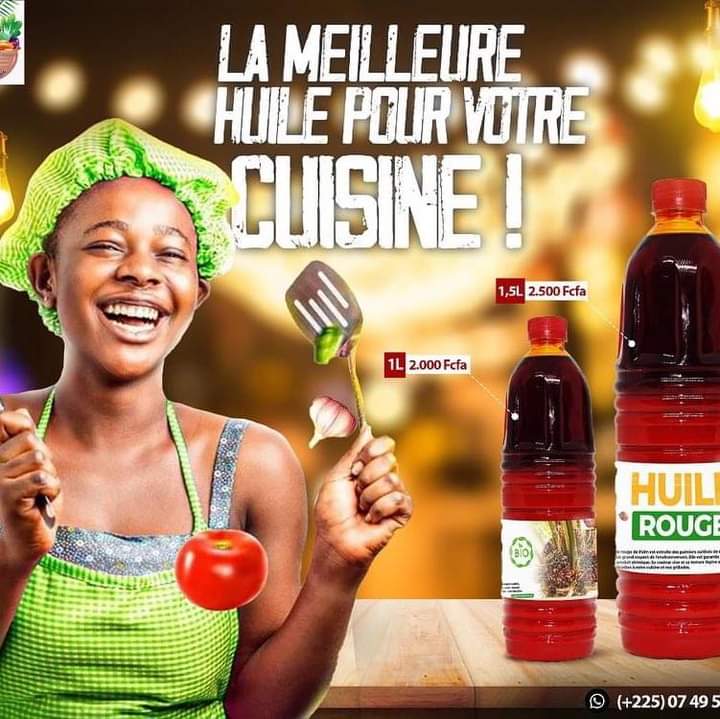 LA MEILLEURE
HUILE POUR VOTRE
CUISINE !
1,5L 2.500 Fcfa
1L 2.000 Fcfa
HUIL
ROUGE
BIO
(+225) 07 49 5